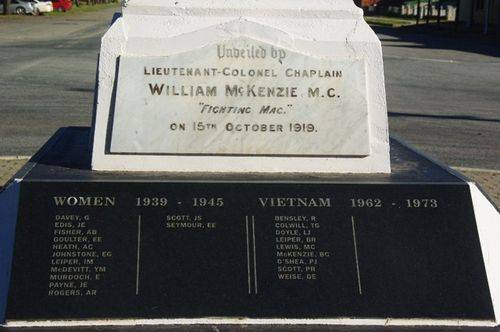 Unveiled by
LIEUTENANT-COLONEL CHAPLAIN
WILLIAM McKENZIE M.C.
"FIGHTING MAC."
ON 15TH OCTOBER 1919.
WOMEN 1939 - 1945
DAVEY, G
EDIS, JE
FISHER, AB
GOULTER, EE
HEATH, AC
JOHNSTONE, EG
LEIPER, IM
McDEVITT, YM
MURDOCH, E
PAYNE, JE
ROGERS, AR
SCOTT, JS
SEYMOUR, EE
VIETNAM 1962 - 1973
BENSLEY, R
COLWILL, TG
DOYLE, LJ
LEIPER, BR
LEWIS, MC
McKENZIE, BC
O'SHEA, PJ
SCOTT, PR
WEISE, GE